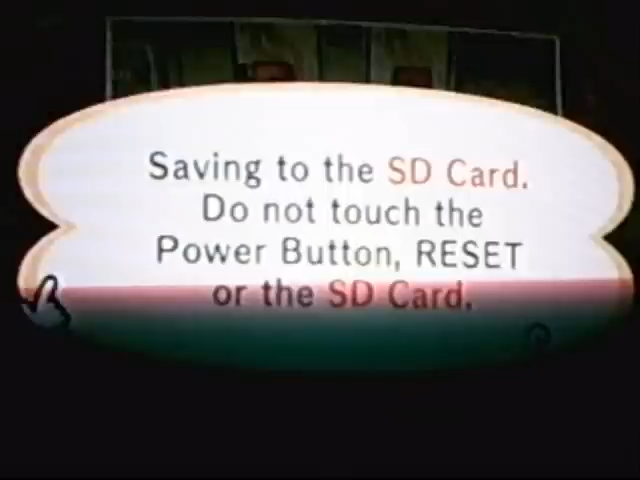 Saving to the SD Card.
Do not touch the
Power Button, RESET
or the SD Card.